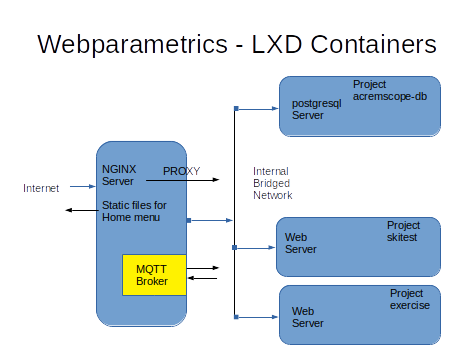 Webparametrics - LXD Containers
Project
acremscope-db
postgresql
Server
NGINX
Server
PROXY
Internal
Bridged
Network
Internet
Static files for
Home menu
Project
skitest
Web
Server
MQTT
Broker
Project
exercise
Web
Server